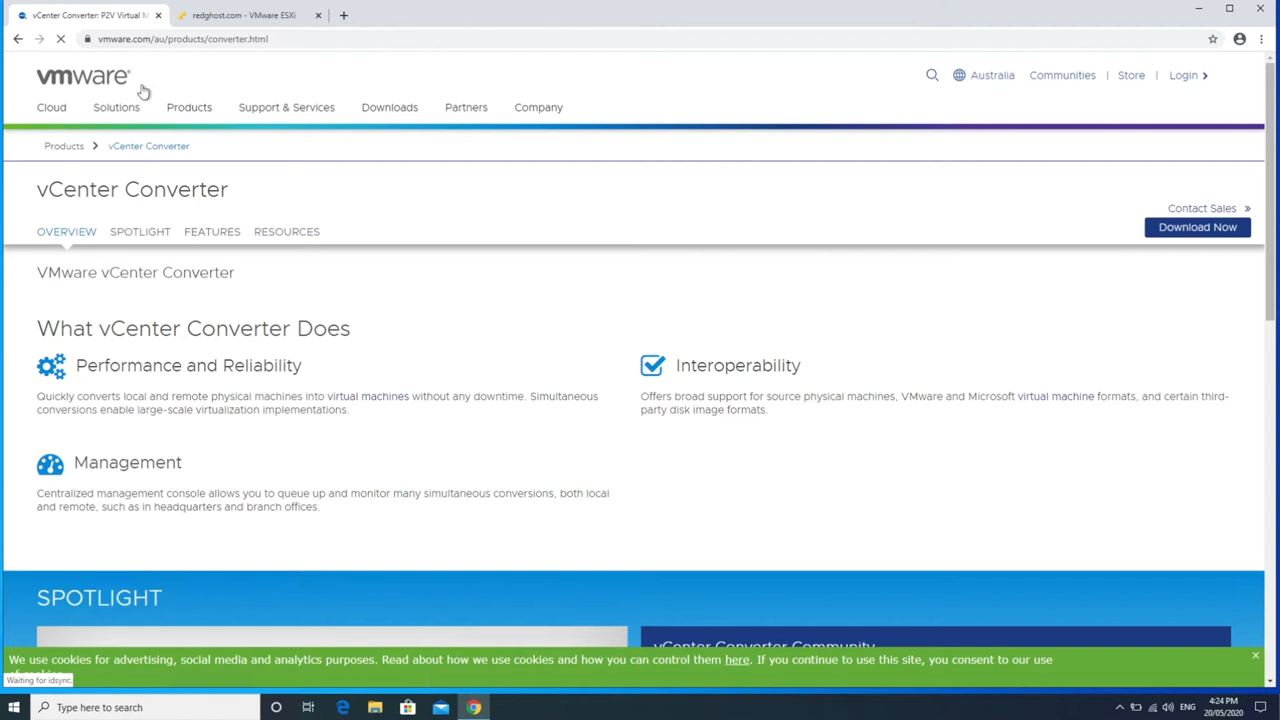 vCenter Converter: P2V Virtual M
redghost.com - VMware ESXi
vmware.com/au/products/converter.html
vmware®
Australia
Communities
Store
Login
Cloud
Solutions
Products
Support & Services
Downloads
Partners
Company
Products
vCenter Converter
vCenter Converter
Contact Sales »
Download Now
OVERVIEW
SPOTLIGHT
FEATURES
RESOURCES
VMware vCenter Converter
What vCenter Converter Does
Performance and Reliability
Quickly converts local and remote physical machines into virtual machines without any downtime. Simultaneous
conversions enable large-scale virtualization implementations.
Interoperability
Offers broad support for source physical machines, VMware and Microsoft virtual machine formats, and certain third-
party disk image formats.
Management
Centralized management console allows you to queue up and monitor many simultaneous conversions, both local
and remote, such as in headquarters and branch offices.
SPOTLIGHT
vCenter Converter Community
We use cookies for advertising, social media and analytics purposes. Read about how we use cookies and how you can control them here. If you continue to use this site, you consent to our use
Waiting for idsync.
Type here to search
ENG
4:24 PM
20/05/2020